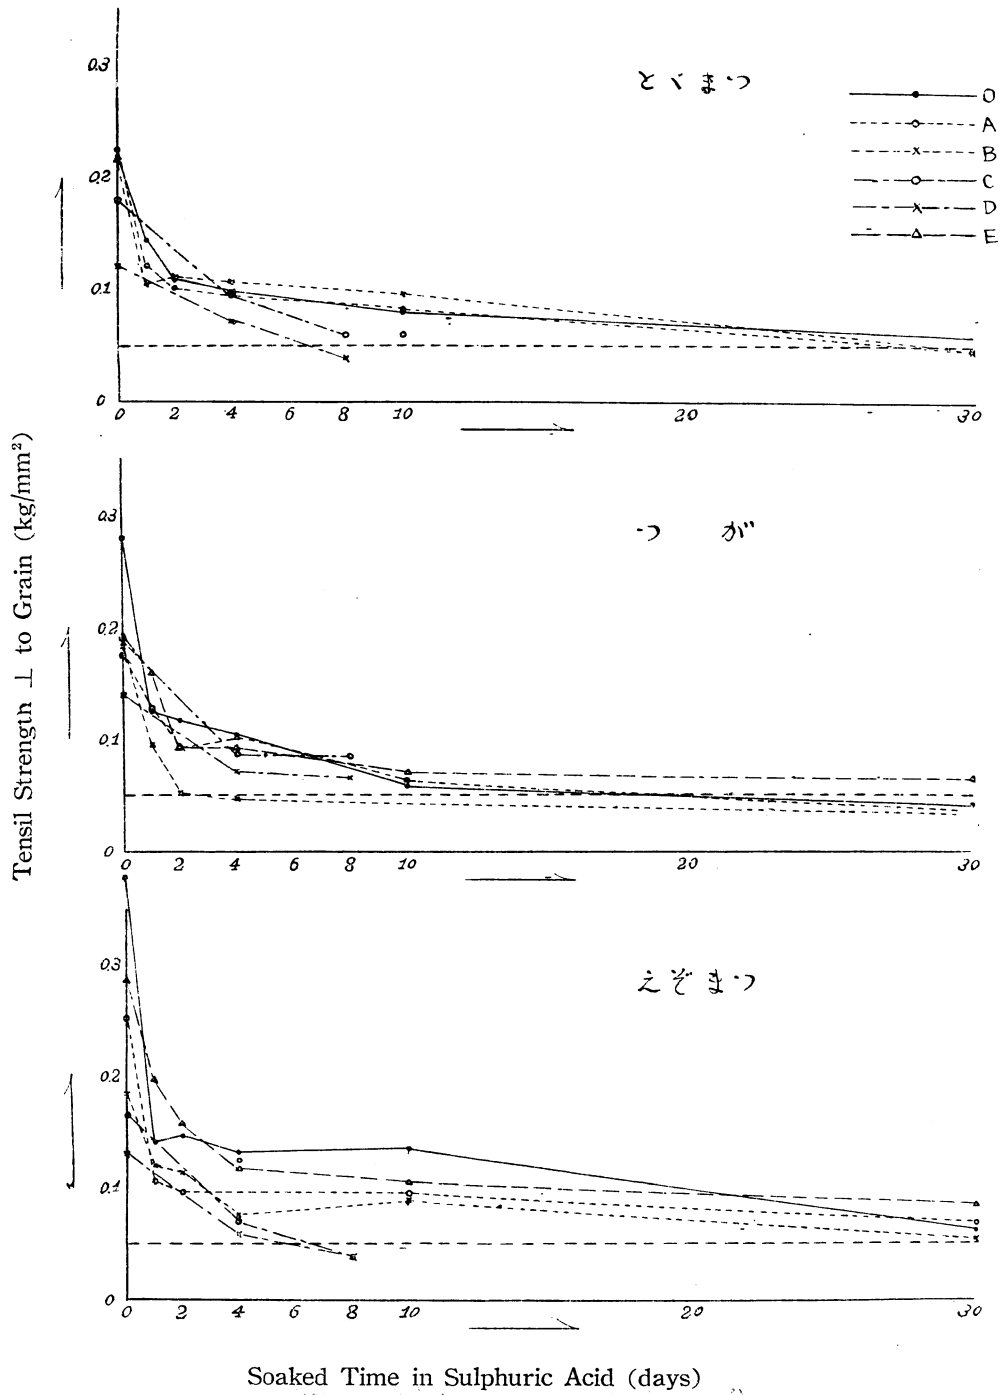 とゞまつ
O
A
B
C
D
E
0.3
0.2
0.1
0
0 2 4 6 8 10 20 30
つが
0.3
0.2
0.1
0
0 2 4 6 8 10 20 30
えぞまつ
0.3
0.2
0.1
0
0 2 4 6 8 10 20 30
Tensil Strength ⊥ to Grain (kg/mm²)
Soaked Time in Sulphuric Acid (days)